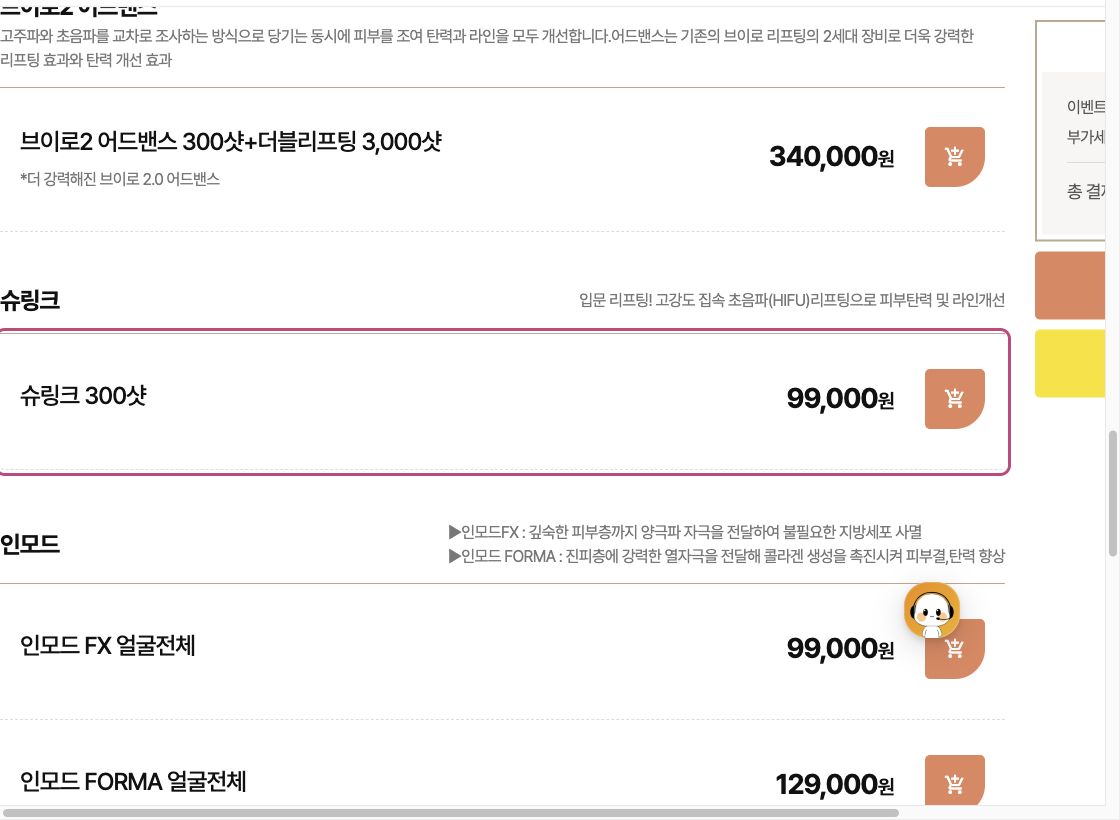 브이로2 어드밴스
고주파와 초음파를 교차로 조사하는 방식으로 당기는 동시에 피부를 조여 탄력과 라인을 모두 개선합니다.어드밴스는 기존의 브이로 리프팅의 2세대 장비로 더욱 강력한
리프팅 효과와 탄력 개선 효과
브이로2 어드밴스 300샷+더블리프팅 3,000샷
340,000원
*더 강력해진 브이로 2.0 어드밴스
이벤트
부가세
총 결제
슈링크
입문 리프팅! 고강도 집속 초음파(HIFU)리프팅으로 피부탄력 및 라인개선
슈링크 300샷
99,000원
인모드
▶인모드FX : 깊숙한 피부층까지 양극파 자극을 전달하여 불필요한 지방세포 사멸
▶인모드 FORMA : 진피층에 강력한 열자극을 전달해 콜라겐 생성을 촉진시켜 피부결,탄력 향상
인모드 FX 얼굴전체
99,000원
인모드 FORMA 얼굴전체
129,000원